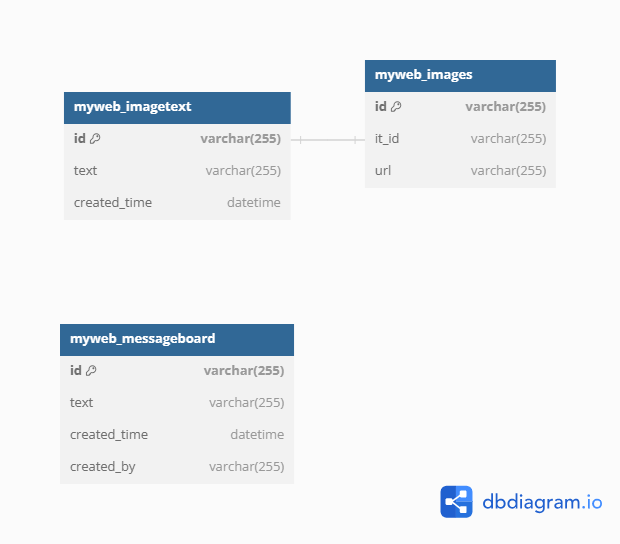 myweb_imagetext
id varchar(255)
text varchar(255)
created_time datetime
myweb_images
id varchar(255)
it_id varchar(255)
url varchar(255)
myweb_messageboard
id varchar(255)
text varchar(255)
created_time datetime
created_by varchar(255)
dbdiagram.io